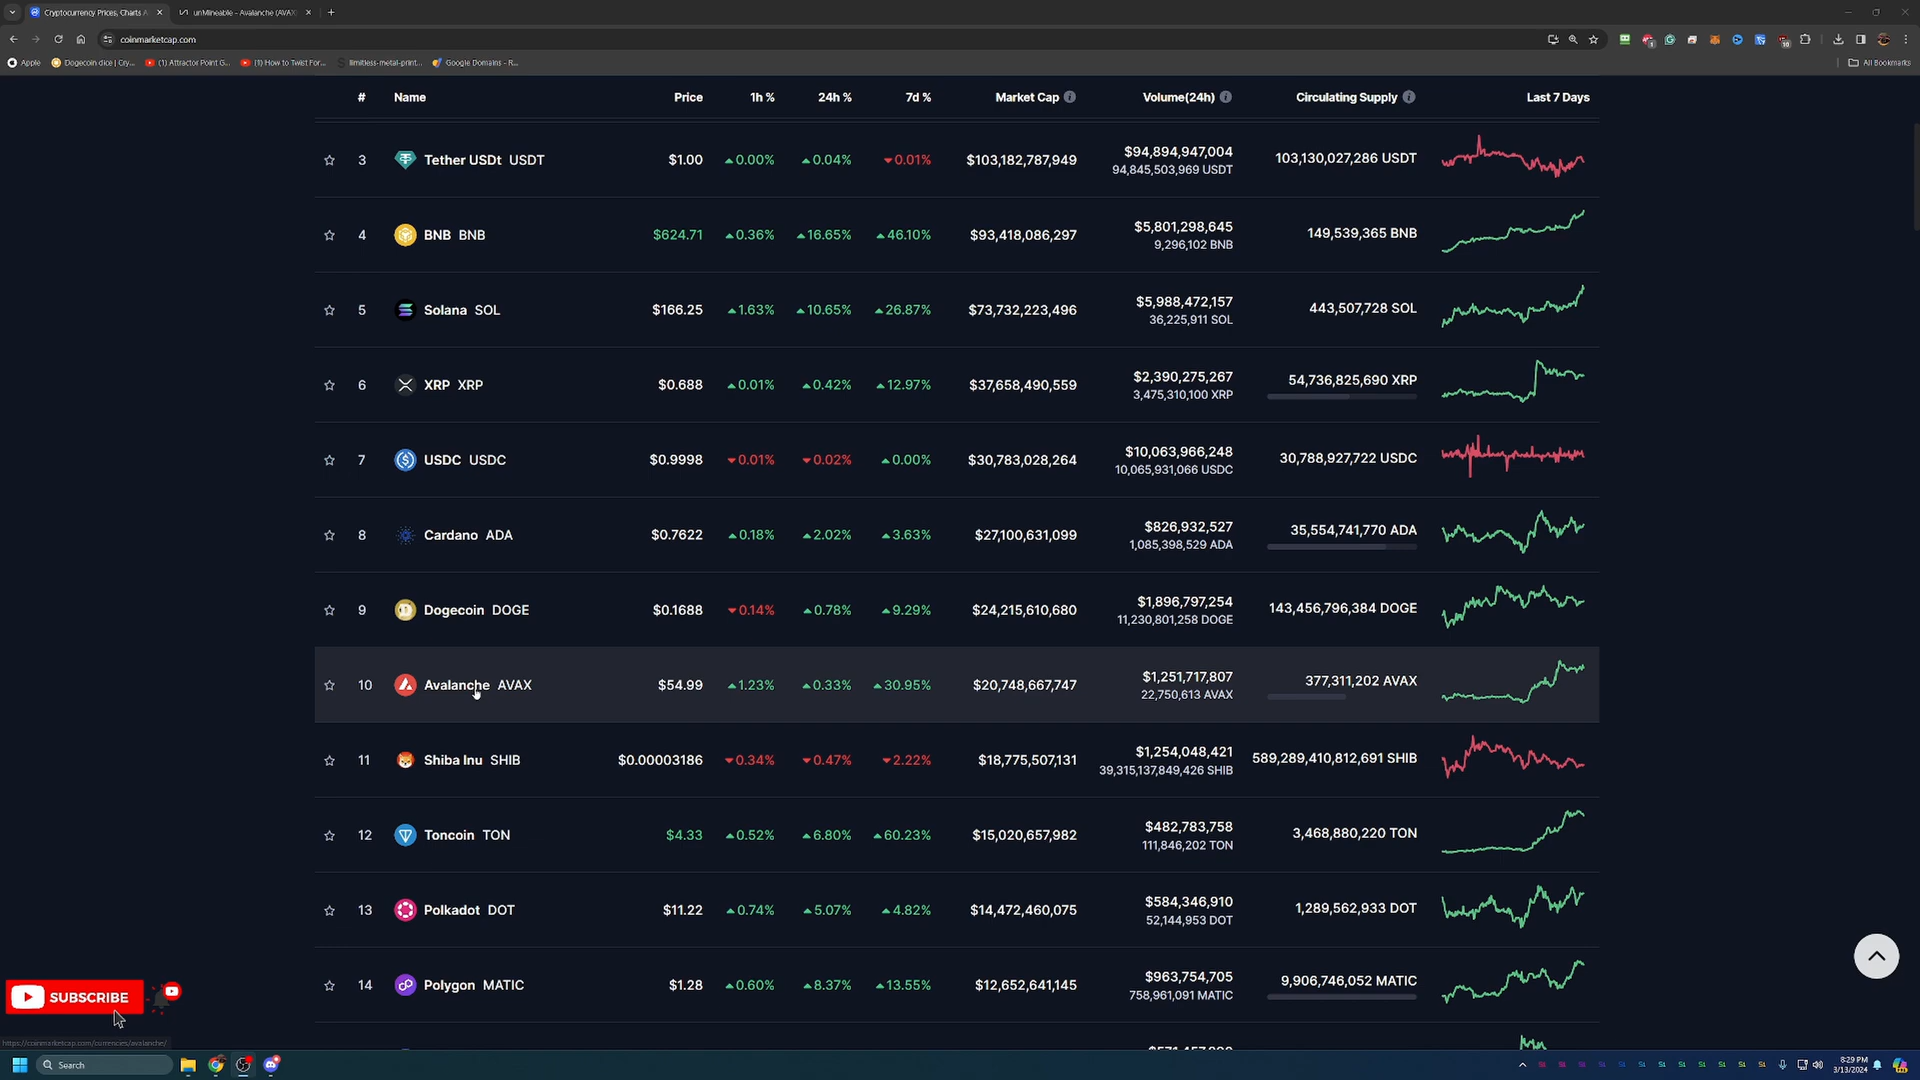 Cryptocurrency Prices, Charts A
unMineable - Avalanche (AVAX)
coinmarketcap.com
Apple
Dogecoin dice | Cry...
(1) Attractor Point G...
(1) How to Twist For...
limitless-metal-print...
Google Domains - R...
All Bookmarks
# Name Price 1h % 24h % 7d % Market Cap Volume(24h) Circulating Supply Last 7 Days
3 Tether USDt USDT $1.00 0.00% 0.04% 0.01% $103,182,787,949 $94,894,947,004 103,130,027,286 USDT
94,845,503,969 USDT
4 BNB BNB $624.71 0.36% 16.65% 46.10% $93,418,086,297 $5,801,298,645 149,539,365 BNB
9,296,102 BNB
5 Solana SOL $166.25 1.63% 10.65% 26.87% $73,732,223,496 $5,988,472,157 443,507,728 SOL
36,225,911 SOL
6 XRP XRP $0.688 0.01% 0.42% 12.97% $37,658,490,559 $2,390,275,267 54,736,825,690 XRP
3,475,310,100 XRP
7 USDC USDC $0.9998 0.01% 0.02% 0.00% $30,783,028,264 $10,063,966,248 30,788,927,722 USDC
10,065,931,066 USDC
8 Cardano ADA $0.7622 0.18% 2.02% 3.63% $27,100,631,099 $826,932,527 35,554,741,770 ADA
1,085,398,529 ADA
9 Dogecoin DOGE $0.1688 0.14% 0.78% 9.29% $24,215,610,680 $1,896,797,254 143,456,796,384 DOGE
11,230,801,258 DOGE
10 Avalanche AVAX $54.99 1.23% 0.33% 30.95% $20,748,667,747 $1,251,717,807 377,311,202 AVAX
22,750,613 AVAX
11 Shiba Inu SHIB $0.00003186 0.34% 0.47% 2.22% $18,775,507,131 $1,254,048,421 589,289,410,812,691 SHIB
39,315,137,849,426 SHIB
12 Toncoin TON $4.33 0.52% 6.80% 60.23% $15,020,657,982 $482,783,758 3,468,880,220 TON
111,846,202 TON
13 Polkadot DOT $11.22 0.74% 5.07% 4.82% $14,472,460,075 $584,346,910 1,289,562,933 DOT
52,144,953 DOT
14 Polygon MATIC $1.28 0.60% 8.37% 13.55% $12,652,641,145 $963,754,705 9,906,746,052 MATIC
758,961,091 MATIC
SUBSCRIBE
https://coinmarketcap.com/currencies/avalanche/
Search
8:29 PM
3/13/2024